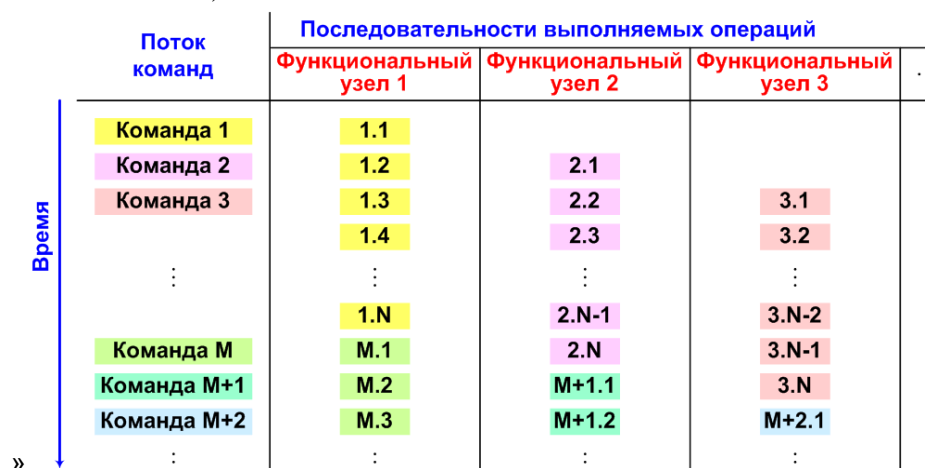 Поток команд
Последовательности выполняемых операций
Функциональный узел 1
Функциональный узел 2
Функциональный узел 3
.
Время
Команда 1 1.1
Команда 2 1.2 2.1
Команда 3 1.3 2.2 3.1
1.4 2.3 3.2
⋮ ⋮ ⋮ ⋮
1.N 2.N-1 3.N-2
Команда M M.1 2.N 3.N-1
Команда M+1 M.2 M+1.1 3.N
Команда M+2 M.3 M+1.2 M+2.1
⋮ ⋮ ⋮ ⋮
»